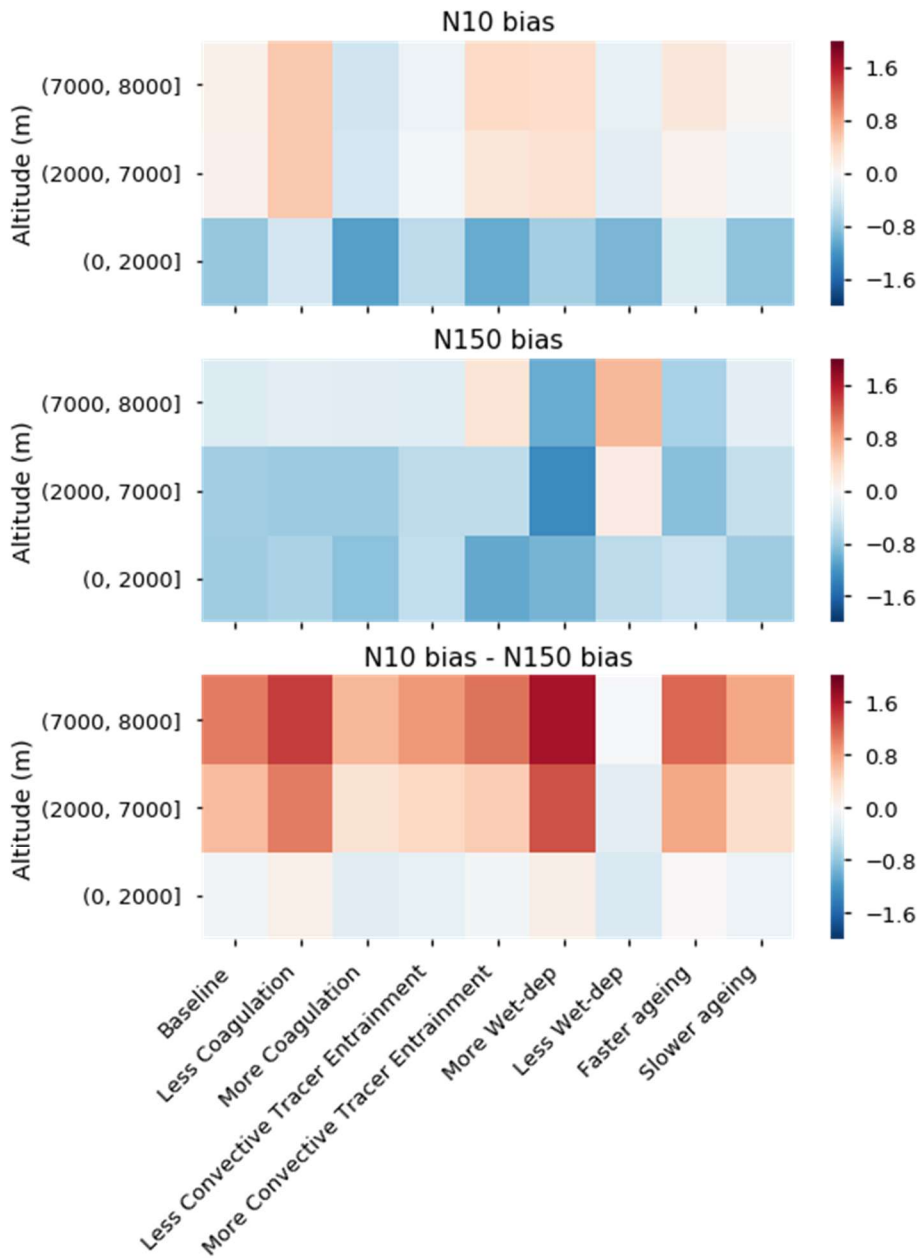 N10 bias
Altitude (m)
(7000, 8000]
(2000, 7000]
(0, 2000]
1.6
0.8
0.0
−0.8
−1.6
N150 bias
Altitude (m)
(7000, 8000]
(2000, 7000]
(0, 2000]
1.6
0.8
0.0
−0.8
−1.6
N10 bias - N150 bias
Altitude (m)
(7000, 8000]
(2000, 7000]
(0, 2000]
1.6
0.8
0.0
−0.8
−1.6
Baseline
Less Coagulation
More Coagulation
Less Convective Tracer Entrainment
More Convective Tracer Entrainment
More Wet-dep
Less Wet-dep
Faster ageing
Slower ageing